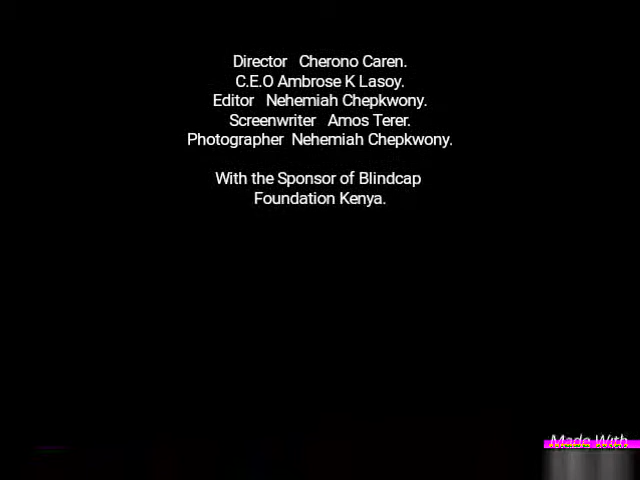 Director Cherono Caren.
C.E.O Ambrose K Lasoy.
Editor Nehemiah Chepkwony.
Screenwriter Amos Terer.
Photographer Nehemiah Chepkwony.
With the Sponsor of Blindcap
Foundation Kenya.
Made With